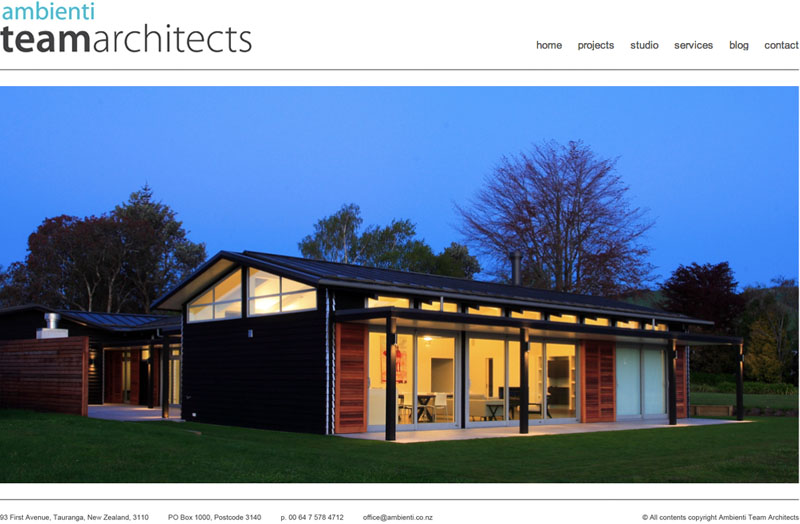 ambienti
teamarchitects
home projects studio services blog contact
93 First Avenue, Tauranga, New Zealand, 3110 PO Box 1000, Postcode 3140 p. 00 64 7 578 4712 office@ambienti.co.nz © All contents copyright Ambienti Team Architects